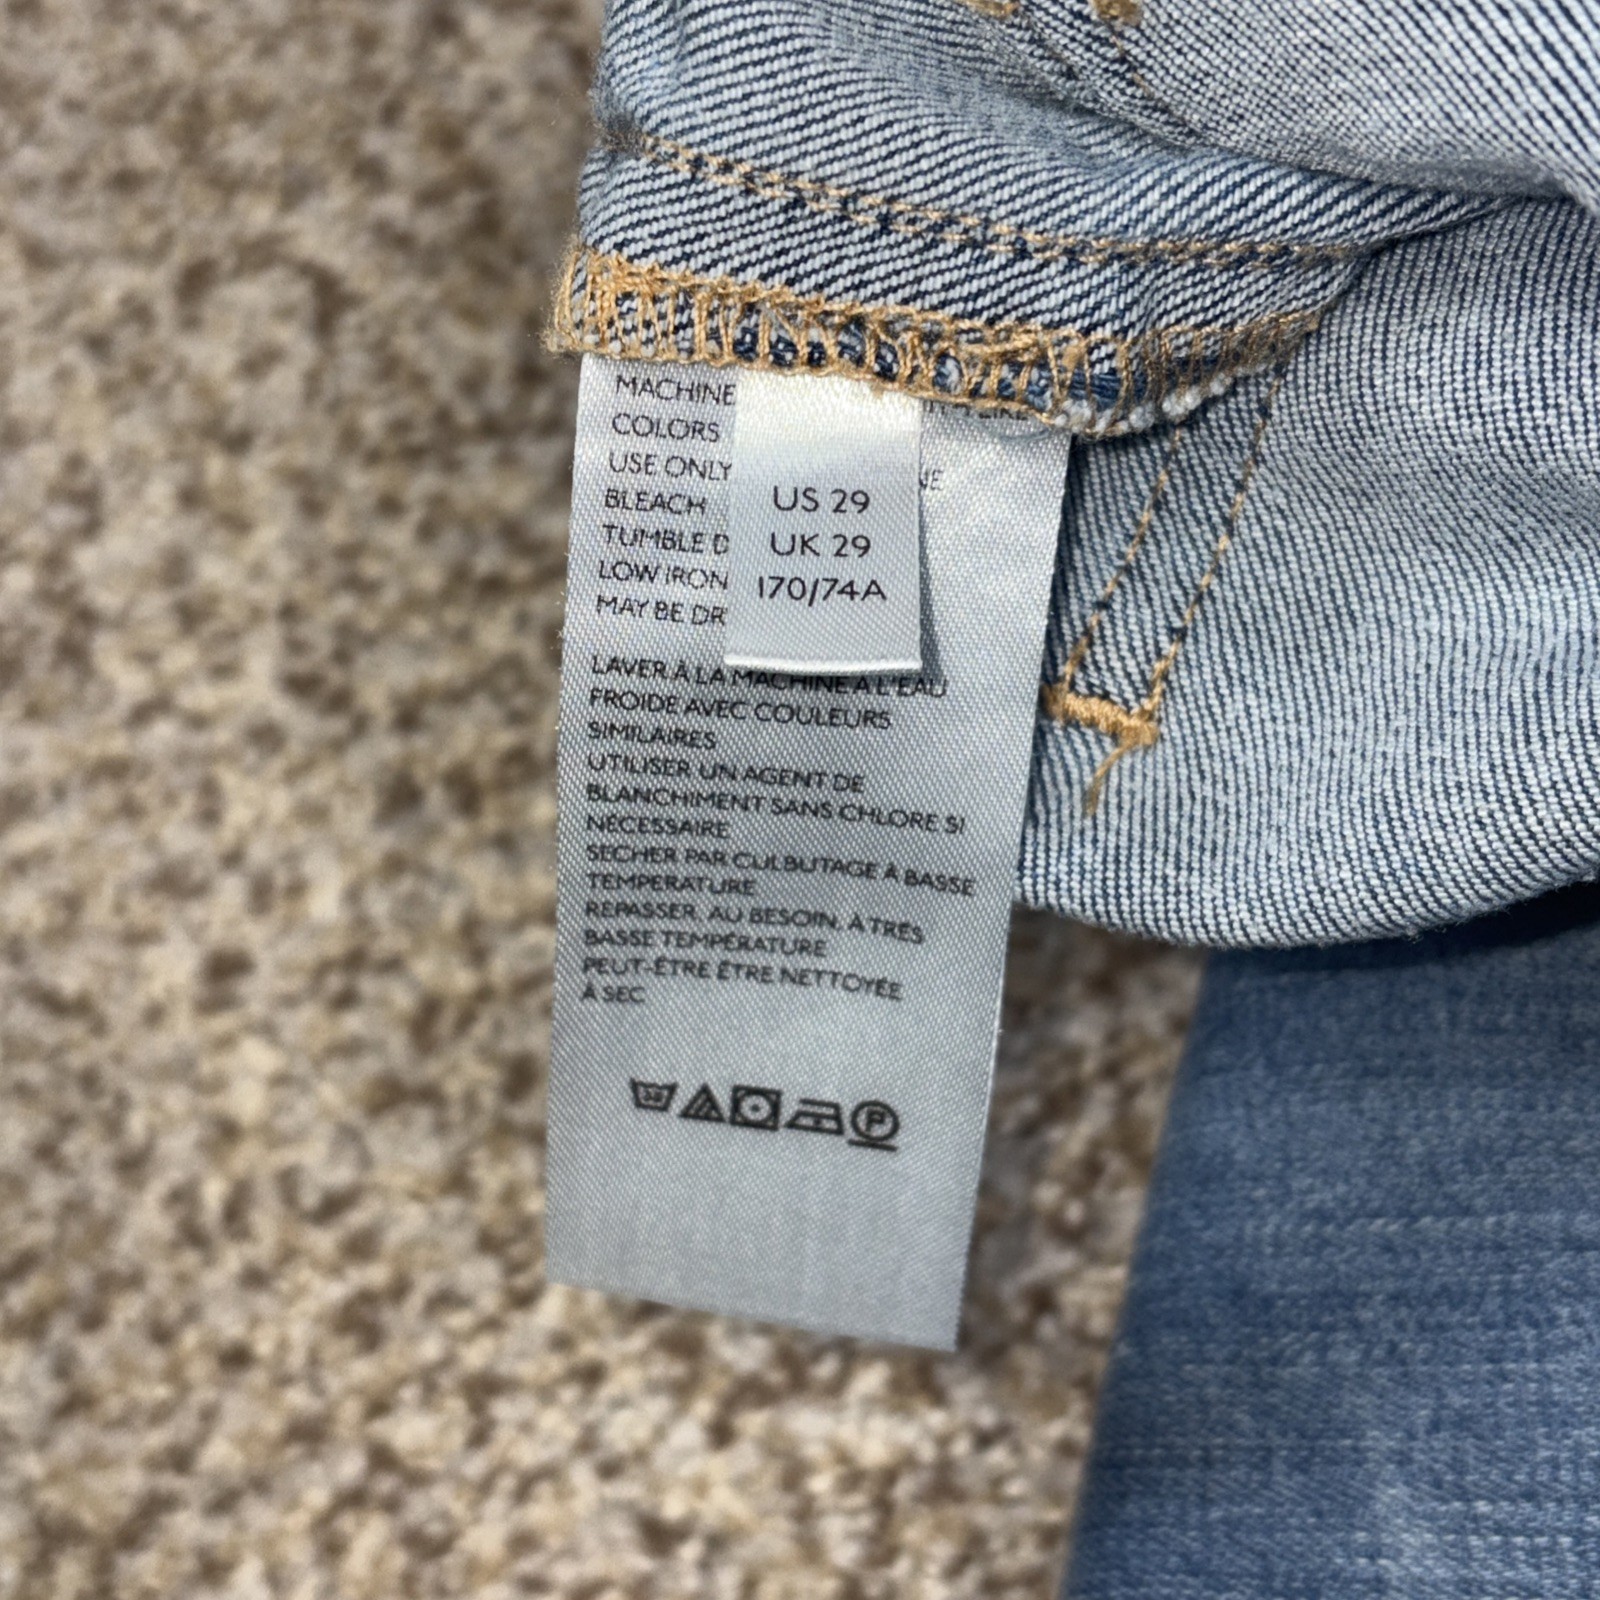 MACHINE
COLORS
USE ONLY
BLEACH
TUMBLE D
LOW IRON
MAY BE DR
US 29
UK 29
170/74A
LAVER À LA MACHINE À L'EAU
FROIDE AVEC COULEURS
SIMILAIRES
UTILISER UN AGENT DE
BLANCHIMENT SANS CHLORE SI
NÉCESSAIRE
SÉCHER PAR CULBUTAGE À BASSE
TEMPÉRATURE
REPASSER, AU BESOIN, À TRÈS
BASSE TEMPÉRATURE
PEUT-ÊTRE ÊTRE NETTOYÉE
À SEC
30
P